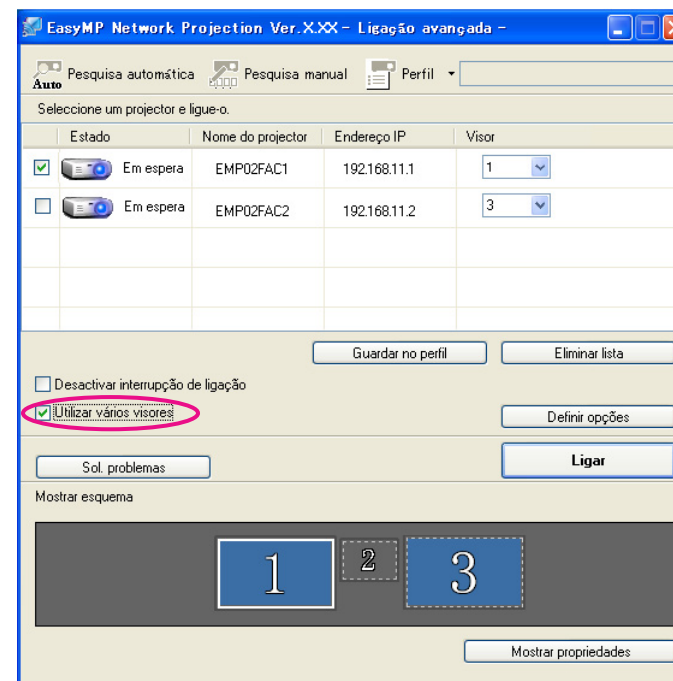 EasyMP Network Projection Ver.X.XX – Ligação avançada –
Auto Pesquisa automática Pesquisa manual Perfil
Seleccione um projector e ligue-o.
Estado Nome do projector Endereço IP Visor
Em espera EMP02FAC1 192.168.11.1 1
Em espera EMP02FAC2 192.168.11.2 3
Guardar no perfil Eliminar lista
Desactivar interrupção de ligação
Utilizar vários visores
Definir opções
Sol. problemas Ligar
Mostrar esquema
1 2 3
Mostrar propriedades